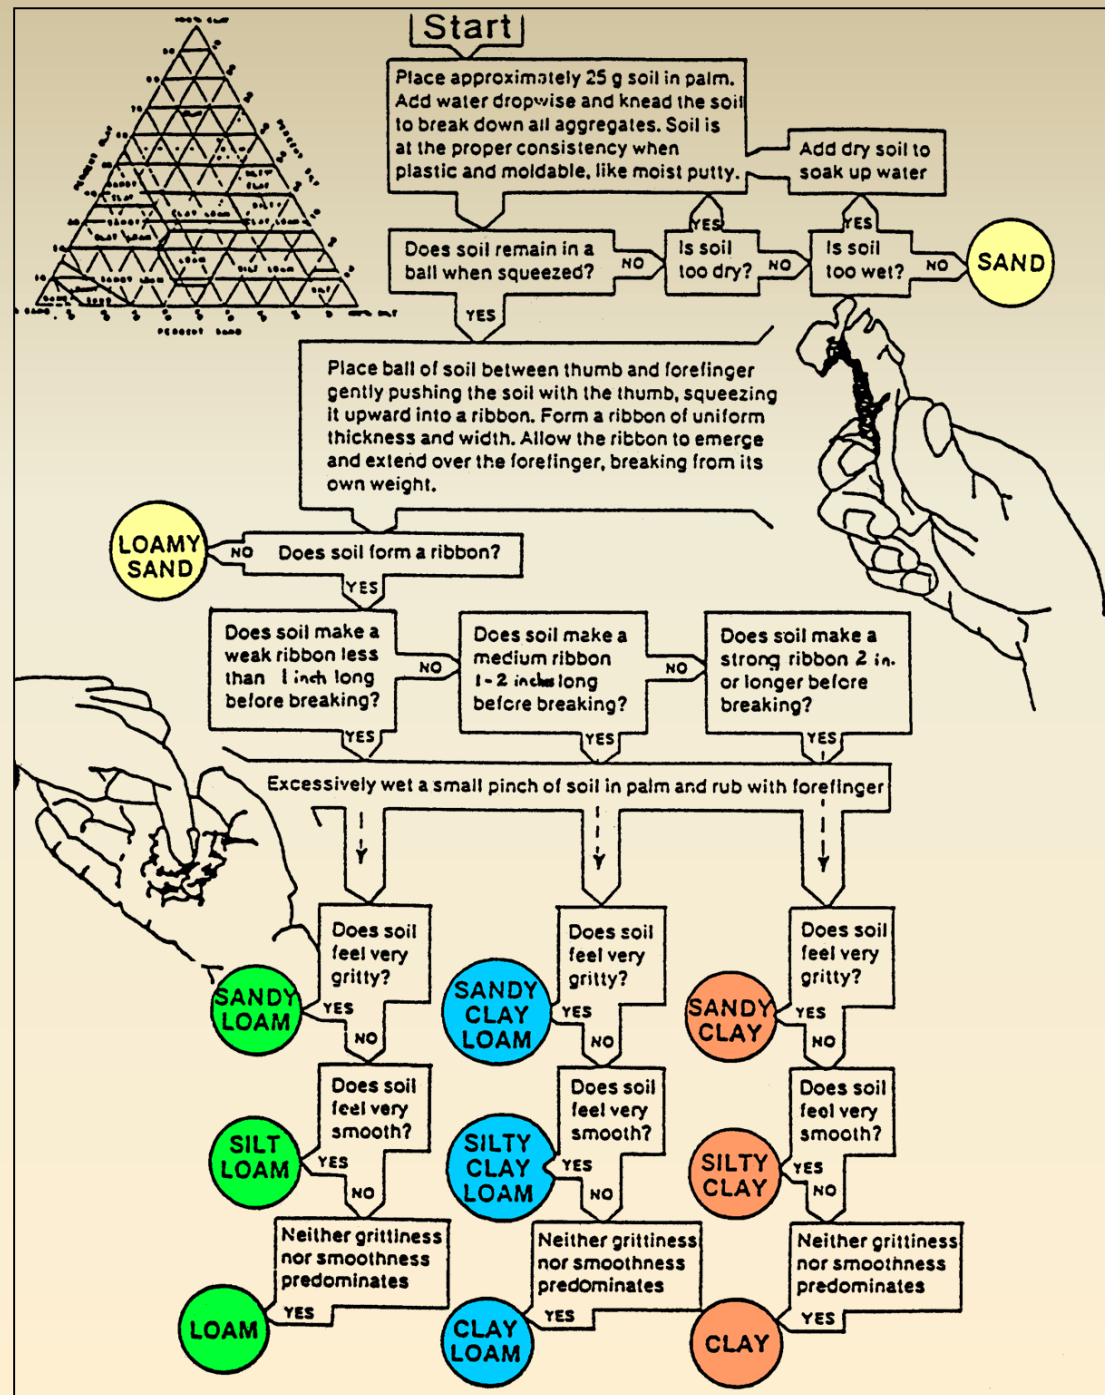 Start
Place approximately 25 g soil in palm.
Add water dropwise and knead the soil
to break down all aggregates. Soil is
at the proper consistency when
plastic and moldable, like moist putty.
Add dry soil to
soak up water
YES
YES
Does soil remain in a
ball when squeezed?
NO
Is soil
too dry?
NO
Is soil
too wet?
NO
SAND
YES
PERCENT SAND
Place ball of soil between thumb and forefinger
gently pushing the soil with the thumb, squeezing
it upward into a ribbon. Form a ribbon of uniform
thickness and width. Allow the ribbon to emerge
and extend over the forefinger, breaking from its
own weight.
LOAMY
SAND
NO
Does soil form a ribbon?
YES
Does soil make a
weak ribbon less
than 1 inch long
before breaking?
NO
Does soil make a
medium ribbon
1-2 inches long
before breaking?
NO
Does soil make a
strong ribbon 2 in.
or longer before
breaking?
YES
YES
YES
Excessively wet a small pinch of soil in palm and rub with forefinger
Does soil
feel very
gritty?
Does soil
feel very
gritty?
Does soil
feel very
gritty?
SANDY
LOAM
YES
NO
SANDY
CLAY
LOAM
YES
NO
SANDY
CLAY
YES
NO
Does soil
feel very
smooth?
Does soil
feel very
smooth?
Does soil
feel very
smooth?
SILT
LOAM
YES
NO
SILTY
CLAY
LOAM
YES
NO
SILTY
CLAY
YES
NO
Neither grittiness
nor smoothness
predominates
Neither grittiness
nor smoothness
predominates
Neither grittiness
nor smoothness
predominates
LOAM
YES
CLAY
LOAM
YES
CLAY
YES